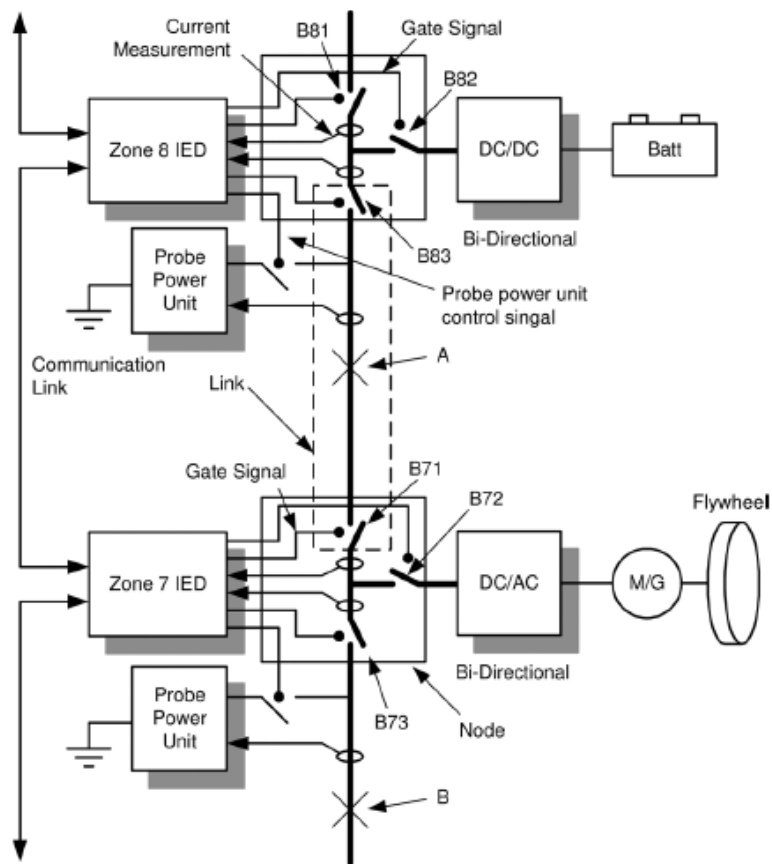 Current
Measurement
B81
Gate Signal
B82
Zone 8 IED
DC/DC
Batt
Bi-Directional
B83
Probe
Power
Unit
Probe power unit
control singal
Communication
Link
A
Link
Gate Signal
B71
B72
Flywheel
Zone 7 IED
DC/AC
M/G
Bi-Directional
Probe
Power
Unit
B73
Node
B